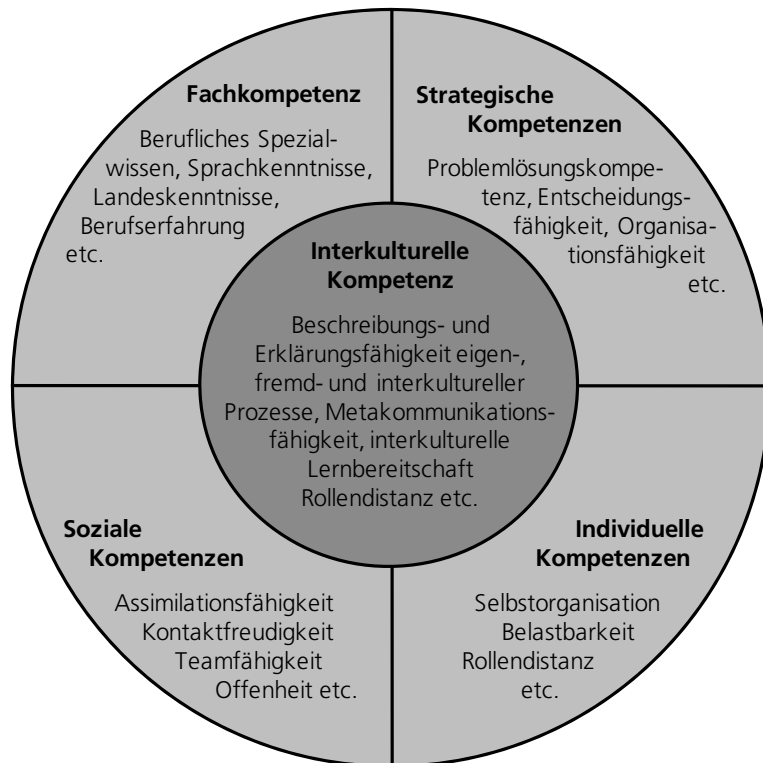 Fachkompetenz
Berufliches Spezial-
wissen, Sprachkenntnisse,
Landeskenntnisse,
Berufserfahrung
etc.
Strategische
Kompetenzen
Problemlösungskompe-
tenz, Entscheidungs-
fähigkeit, Organisa-
tionsfähigkeit
etc.
Interkulturelle
Kompetenz
Beschreibungs- und
Erklärungsfähigkeit eigen-,
fremd- und interkultureller
Prozesse, Metakommunikations-
fähigkeit, interkulturelle
Lernbereitschaft
Rollendistanz etc.
Soziale
Kompetenzen
Assimilationsfähigkeit
Kontaktfreudigkeit
Teamfähigkeit
Offenheit etc.
Individuelle
Kompetenzen
Selbstorganisation
Belastbarkeit
Rollendistanz
etc.